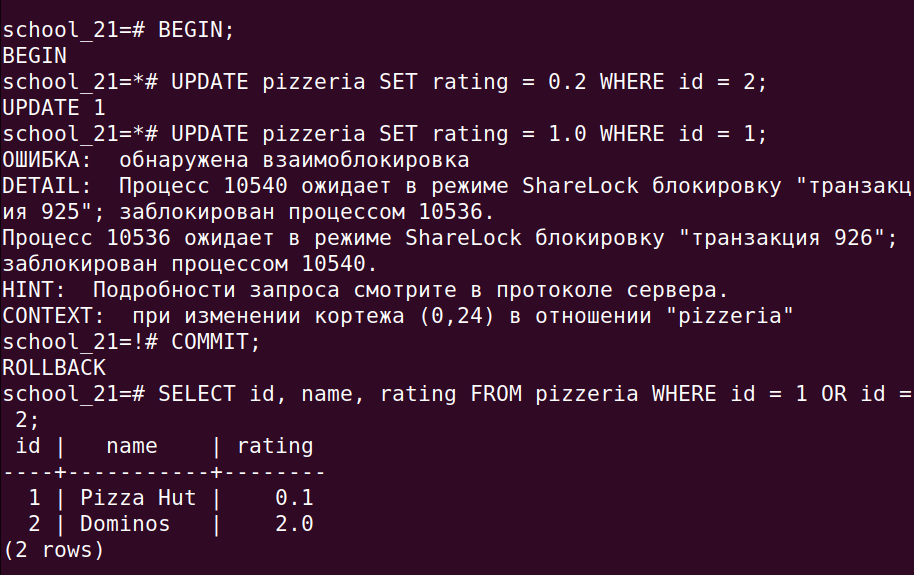 school_21=# BEGIN;
BEGIN
school_21=*# UPDATE pizzeria SET rating = 0.2 WHERE id = 2;
UPDATE 1
school_21=*# UPDATE pizzeria SET rating = 1.0 WHERE id = 1;
ОШИБКА:  обнаружена взаимоблокировка
DETAIL:  Процесс 10540 ожидает в режиме ShareLock блокировку "транзакц
ия 925"; заблокирован процессом 10536.
Процесс 10536 ожидает в режиме ShareLock блокировку "транзакция 926";
заблокирован процессом 10540.
HINT:  Подробности запроса смотрите в протоколе сервера.
CONTEXT:  при изменении кортежа (0,24) в отношении "pizzeria"
school_21=!# COMMIT;
ROLLBACK
school_21=# SELECT id, name, rating FROM pizzeria WHERE id = 1 OR id =
 2;
 id |   name    | rating
----+-----------+--------
  1 | Pizza Hut |    0.1
  2 | Dominos   |    2.0
(2 rows)